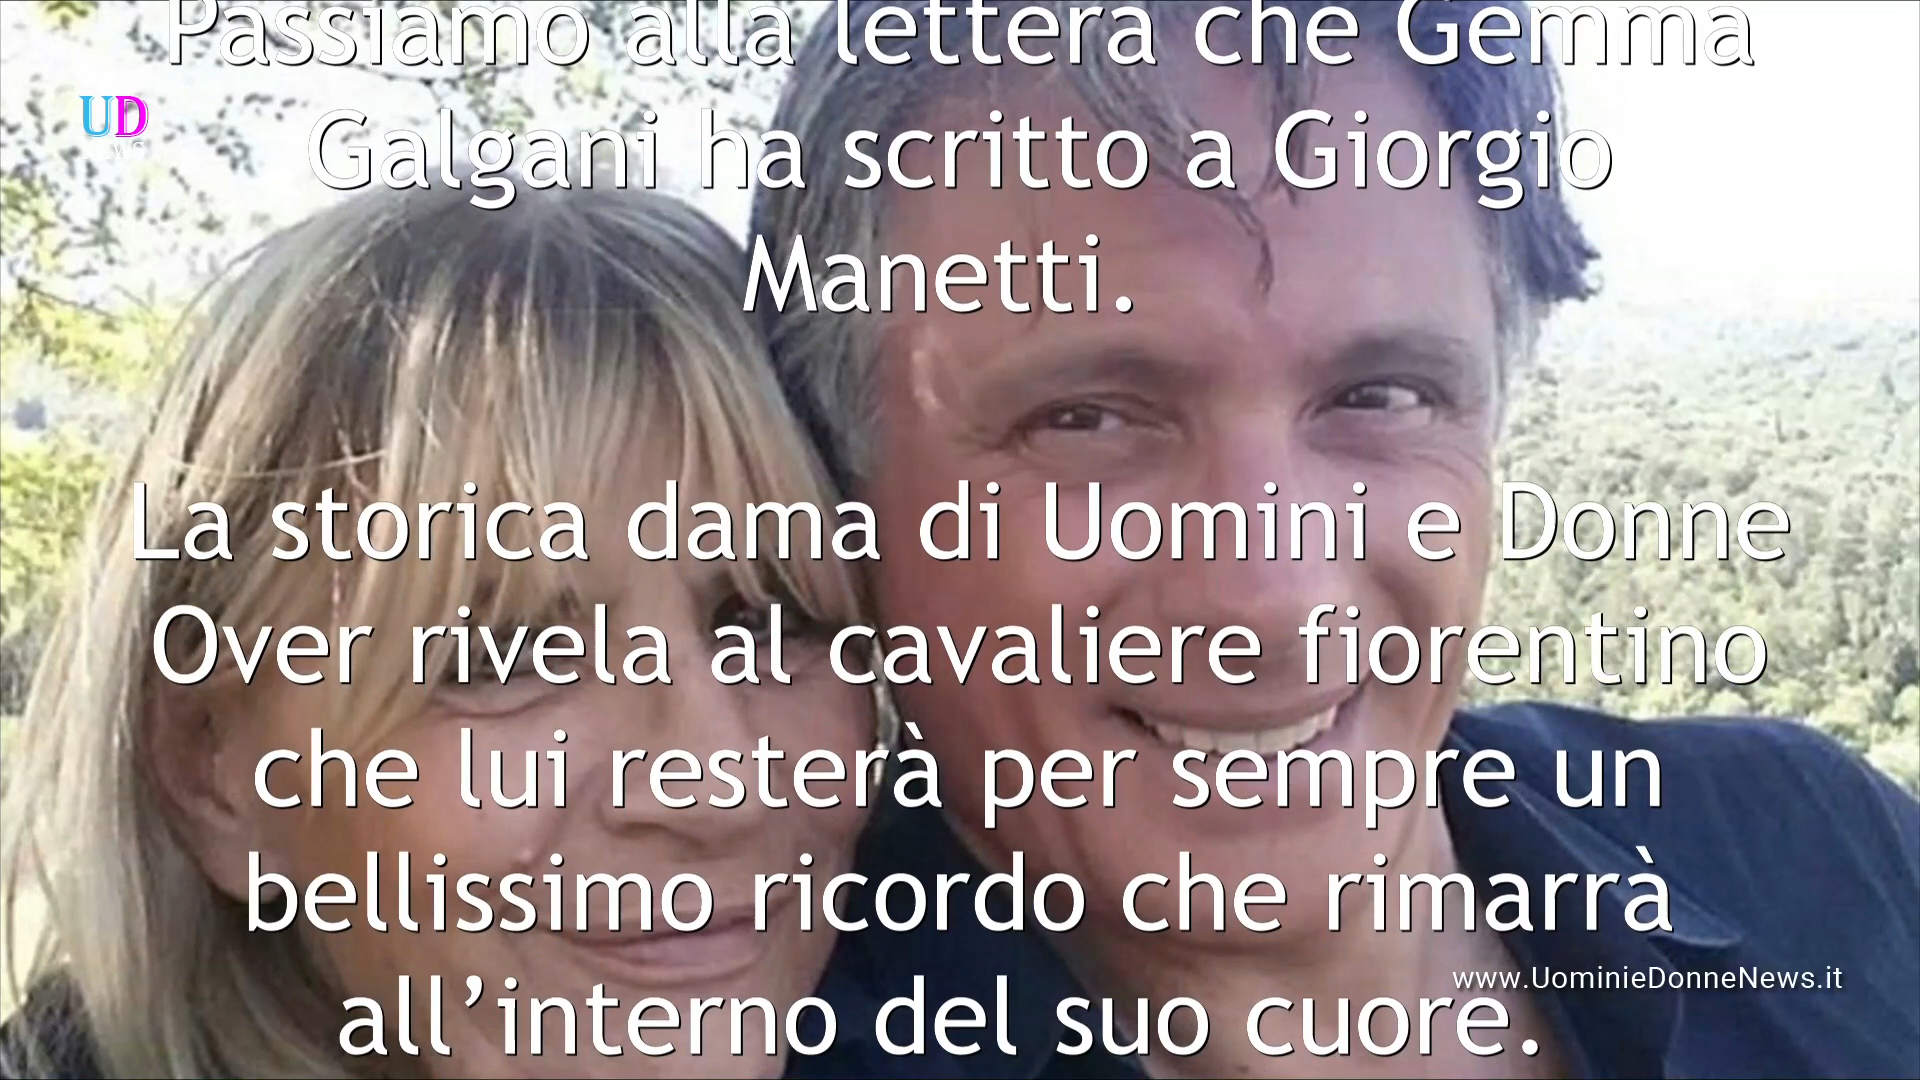 Passiamo alla lettera che Gemma
Galgani ha scritto a Giorgio
Manetti.
La storica dama di Uomini e Donne
Over rivela al cavaliere fiorentino
che lui resterà per sempre un
bellissimo ricordo che rimarrà
all’interno del suo cuore.
UD
NEWS
www.UominieDonneNews.it